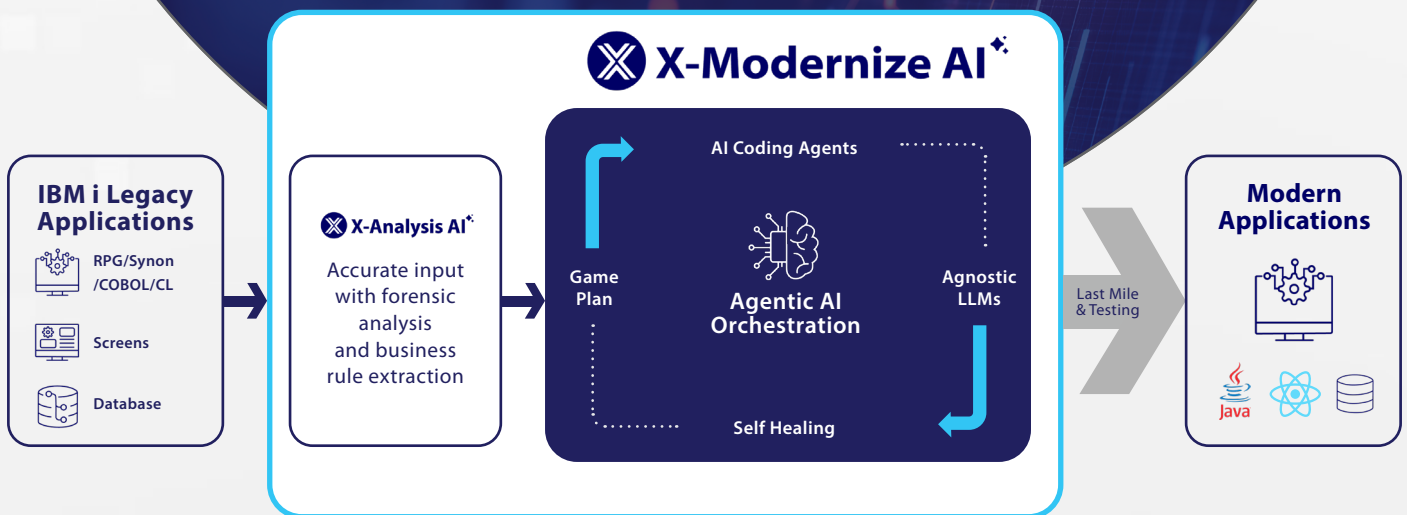 X-Modernize AI
IBM i Legacy
Applications
RPG/Synon
/COBOL/CL
Screens
Database
X-Analysis AI
Accurate input
with forensic
analysis
and business
rule extraction
AI Coding Agents
Game
Plan
Agentic AI
Orchestration
Agnostic
LLMs
Self Healing
Last Mile
& Testing
Modern
Applications
Java